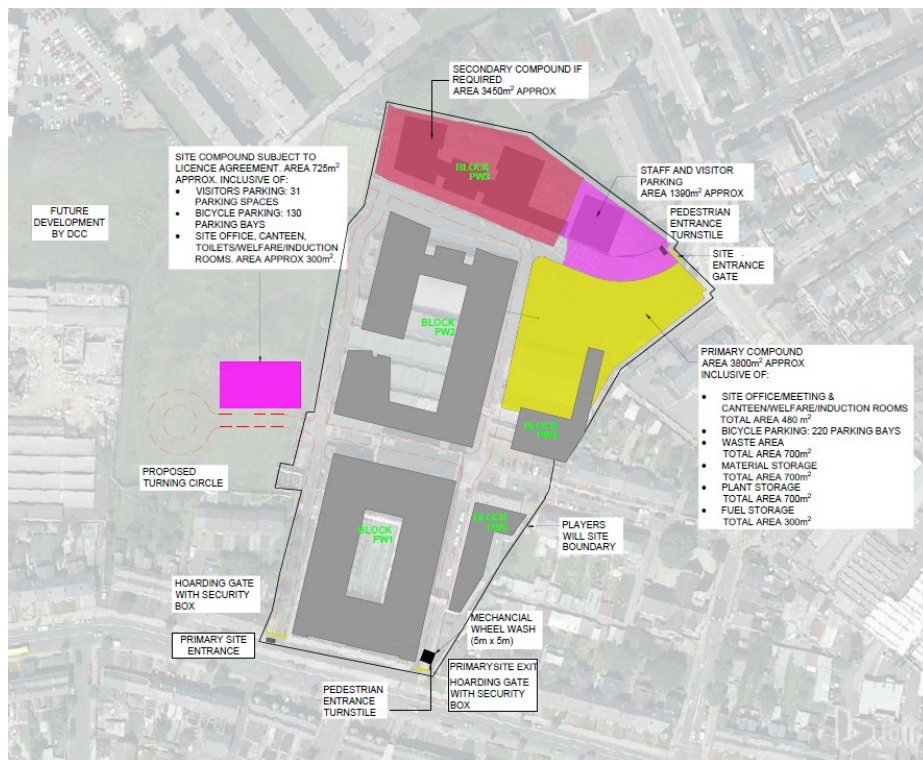 SECONDARY COMPOUND IF
REQUIRED
AREA 3450m² APPROX
BLOCK
PW3
SITE COMPOUND SUBJECT TO
LICENCE AGREEMENT. AREA 725m²
APPROX. INCLUSIVE OF:
• VISITORS PARKING: 31
PARKING SPACES
• BICYCLE PARKING: 130
PARKING BAYS
• SITE OFFICE, CANTEEN,
TOILETS/WELFARE/INDUCTION
ROOMS. AREA APPROX 300m².
STAFF AND VISITOR
PARKING
AREA 1390m² APPROX
FUTURE
DEVELOPMENT
BY DCC
PEDESTRIAN
ENTRANCE
TURNSTILE
SITE
ENTRANCE
GATE
BLOCK
PW2
PRIMARY COMPOUND
AREA 3800m² APPROX
INCLUSIVE OF:
• SITE OFFICE/MEETING &
CANTEEN/WELFARE/INDUCTION ROOMS
TOTAL AREA 480 m²
• BICYCLE PARKING: 220 PARKING BAYS
• WASTE AREA
TOTAL AREA 700m²
• MATERIAL STORAGE
TOTAL AREA 700m²
• PLANT STORAGE
TOTAL AREA 700m²
• FUEL STORAGE
TOTAL AREA 300m²
BLOCK
PROPOSED
TURNING CIRCLE
BLOCK
BLOCK
PW1
PLAYERS
WILL SITE
BOUNDARY
HOARDING GATE
WITH SECURITY
BOX
PRIMARY SITE
ENTRANCE
MECHANCIAL
WHEEL WASH
(5m x 5m)
PRIMARYSITE EXIT
HOARDING GATE
WITH SECURITY
BOX
PEDESTRIAN
ENTRANCE
TURNSTILE